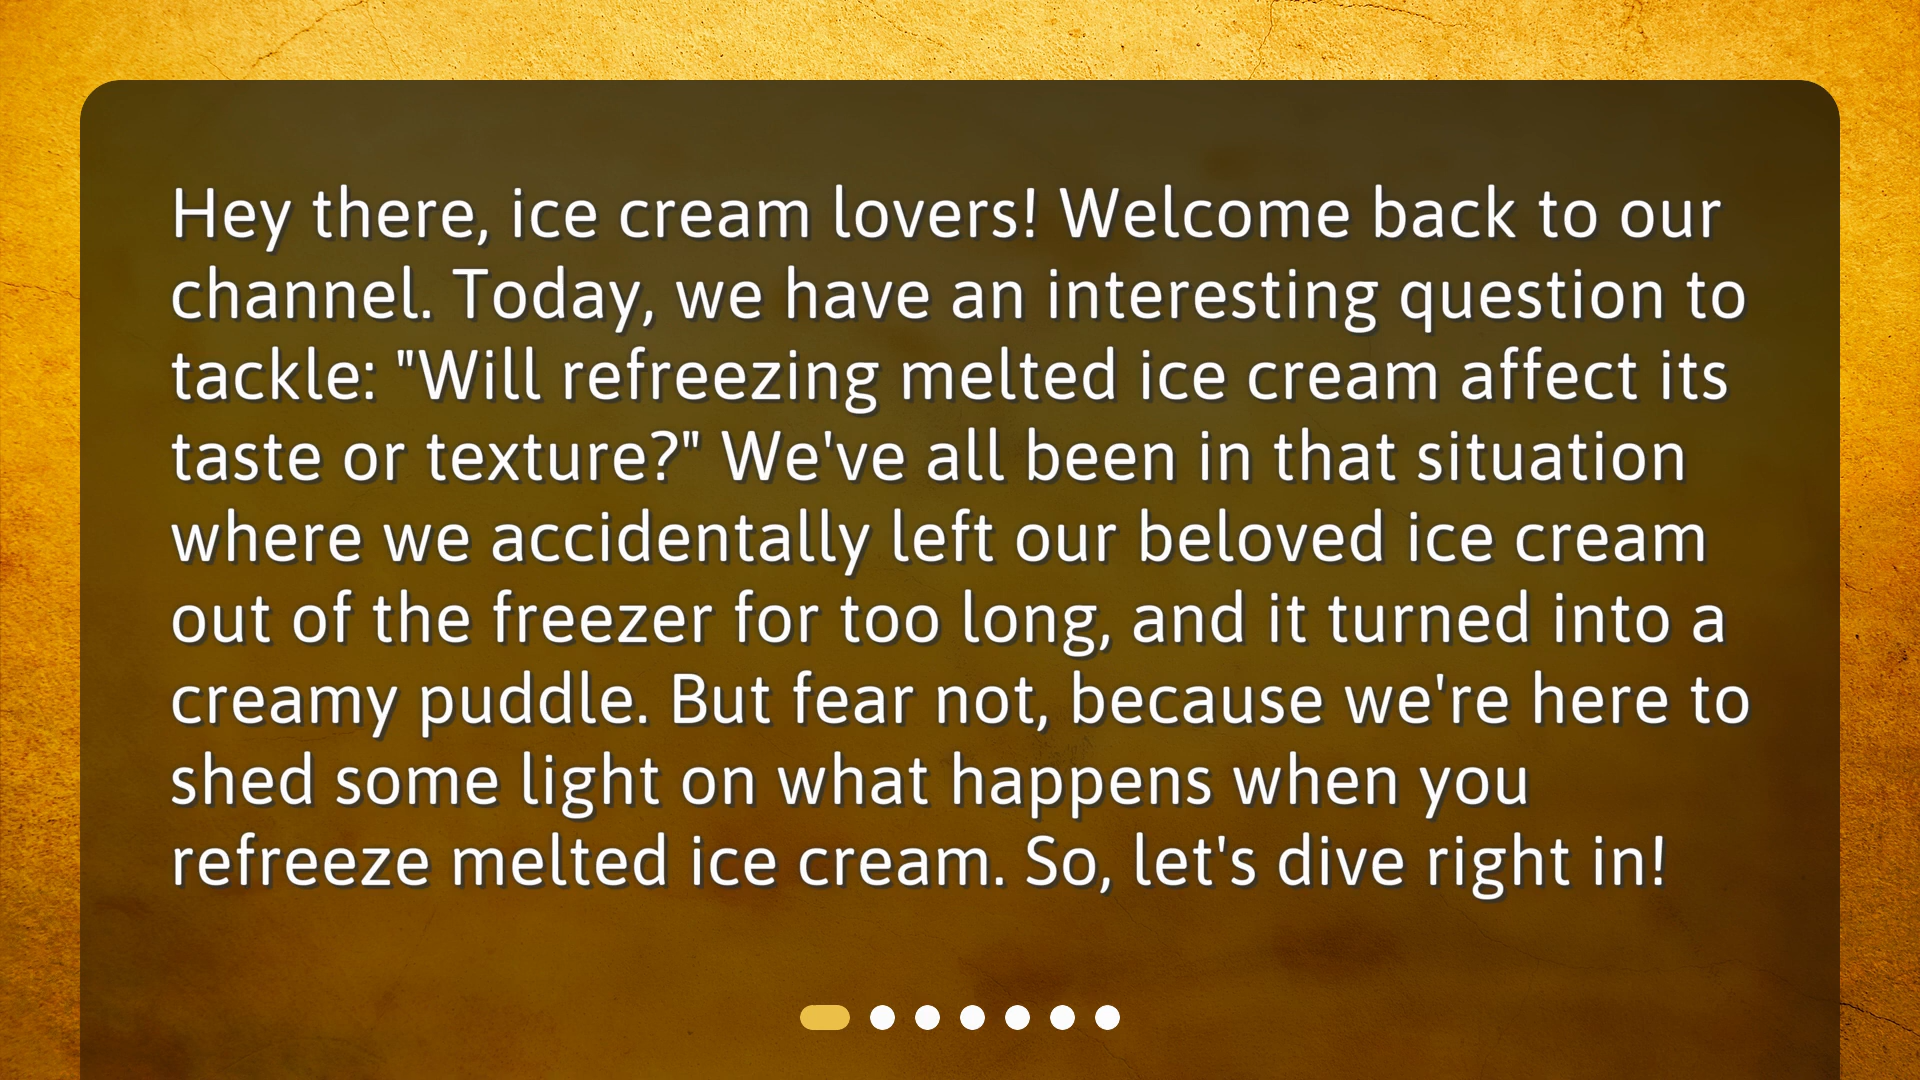 Hey there, ice cream lovers! Welcome back to our
channel. Today, we have an interesting question to
tackle: "Will refreezing melted ice cream affect its
taste or texture?" We've all been in that situation
where we accidentally left our beloved ice cream
out of the freezer for too long, and it turned into a
creamy puddle. But fear not, because we're here to
shed some light on what happens when you
refreeze melted ice cream. So, let's dive right in!